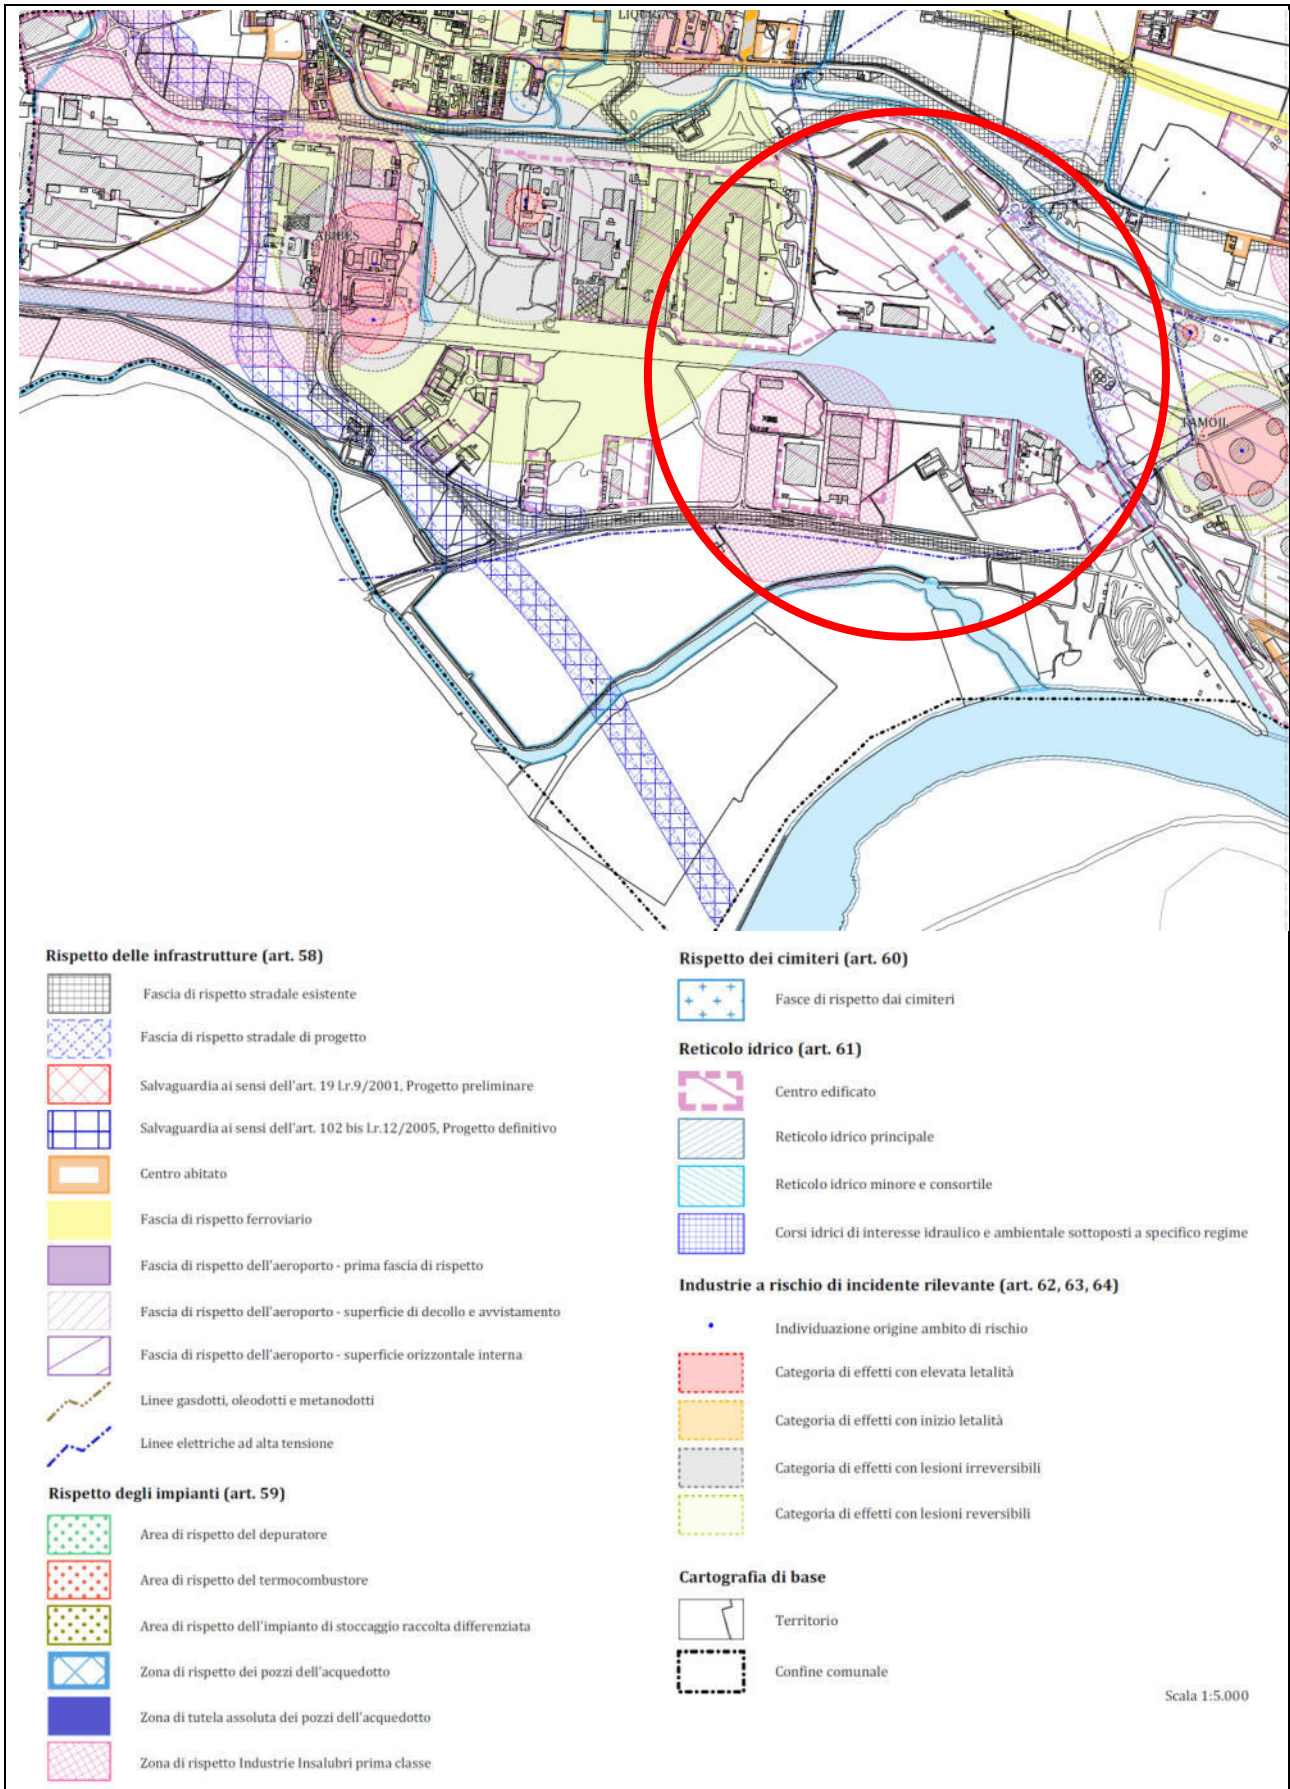 LIQUIGAS
ABIBES
TAMOIL
Rispetto delle infrastrutture (art. 58)
Fascia di rispetto stradale esistente
Fascia di rispetto stradale di progetto
Salvaguardia ai sensi dell'art. 19 l.r.9/2001, Progetto preliminare
Salvaguardia ai sensi dell'art. 102 bis l.r.12/2005, Progetto definitivo
Centro abitato
Fascia di rispetto ferroviario
Fascia di rispetto dell'aeroporto - prima fascia di rispetto
Fascia di rispetto dell'aeroporto - superficie di decollo e avvistamento
Fascia di rispetto dell'aeroporto - superficie orizzontale interna
Linee gasdotti, oleodotti e metanodotti
Linee elettriche ad alta tensione
Rispetto degli impianti (art. 59)
Area di rispetto del depuratore
Area di rispetto del termocombustore
Area di rispetto dell'impianto di stoccaggio raccolta differenziata
Zona di rispetto dei pozzi dell'acquedotto
Zona di tutela assoluta dei pozzi dell'acquedotto
Zona di rispetto Industrie Insalubri prima classe
Rispetto dei cimiteri (art. 60)
Fasce di rispetto dai cimiteri
Reticolo idrico (art. 61)
Centro edificato
Reticolo idrico principale
Reticolo idrico minore e consortile
Corsi idrici di interesse idraulico e ambientale sottoposti a specifico regime
Industrie a rischio di incidente rilevante (art. 62, 63, 64)
Individuazione origine ambito di rischio
Categoria di effetti con elevata letalità
Categoria di effetti con inizio letalità
Categoria di effetti con lesioni irreversibili
Categoria di effetti con lesioni reversibili
Cartografia di base
Territorio
Confine comunale
Scala 1:5.000